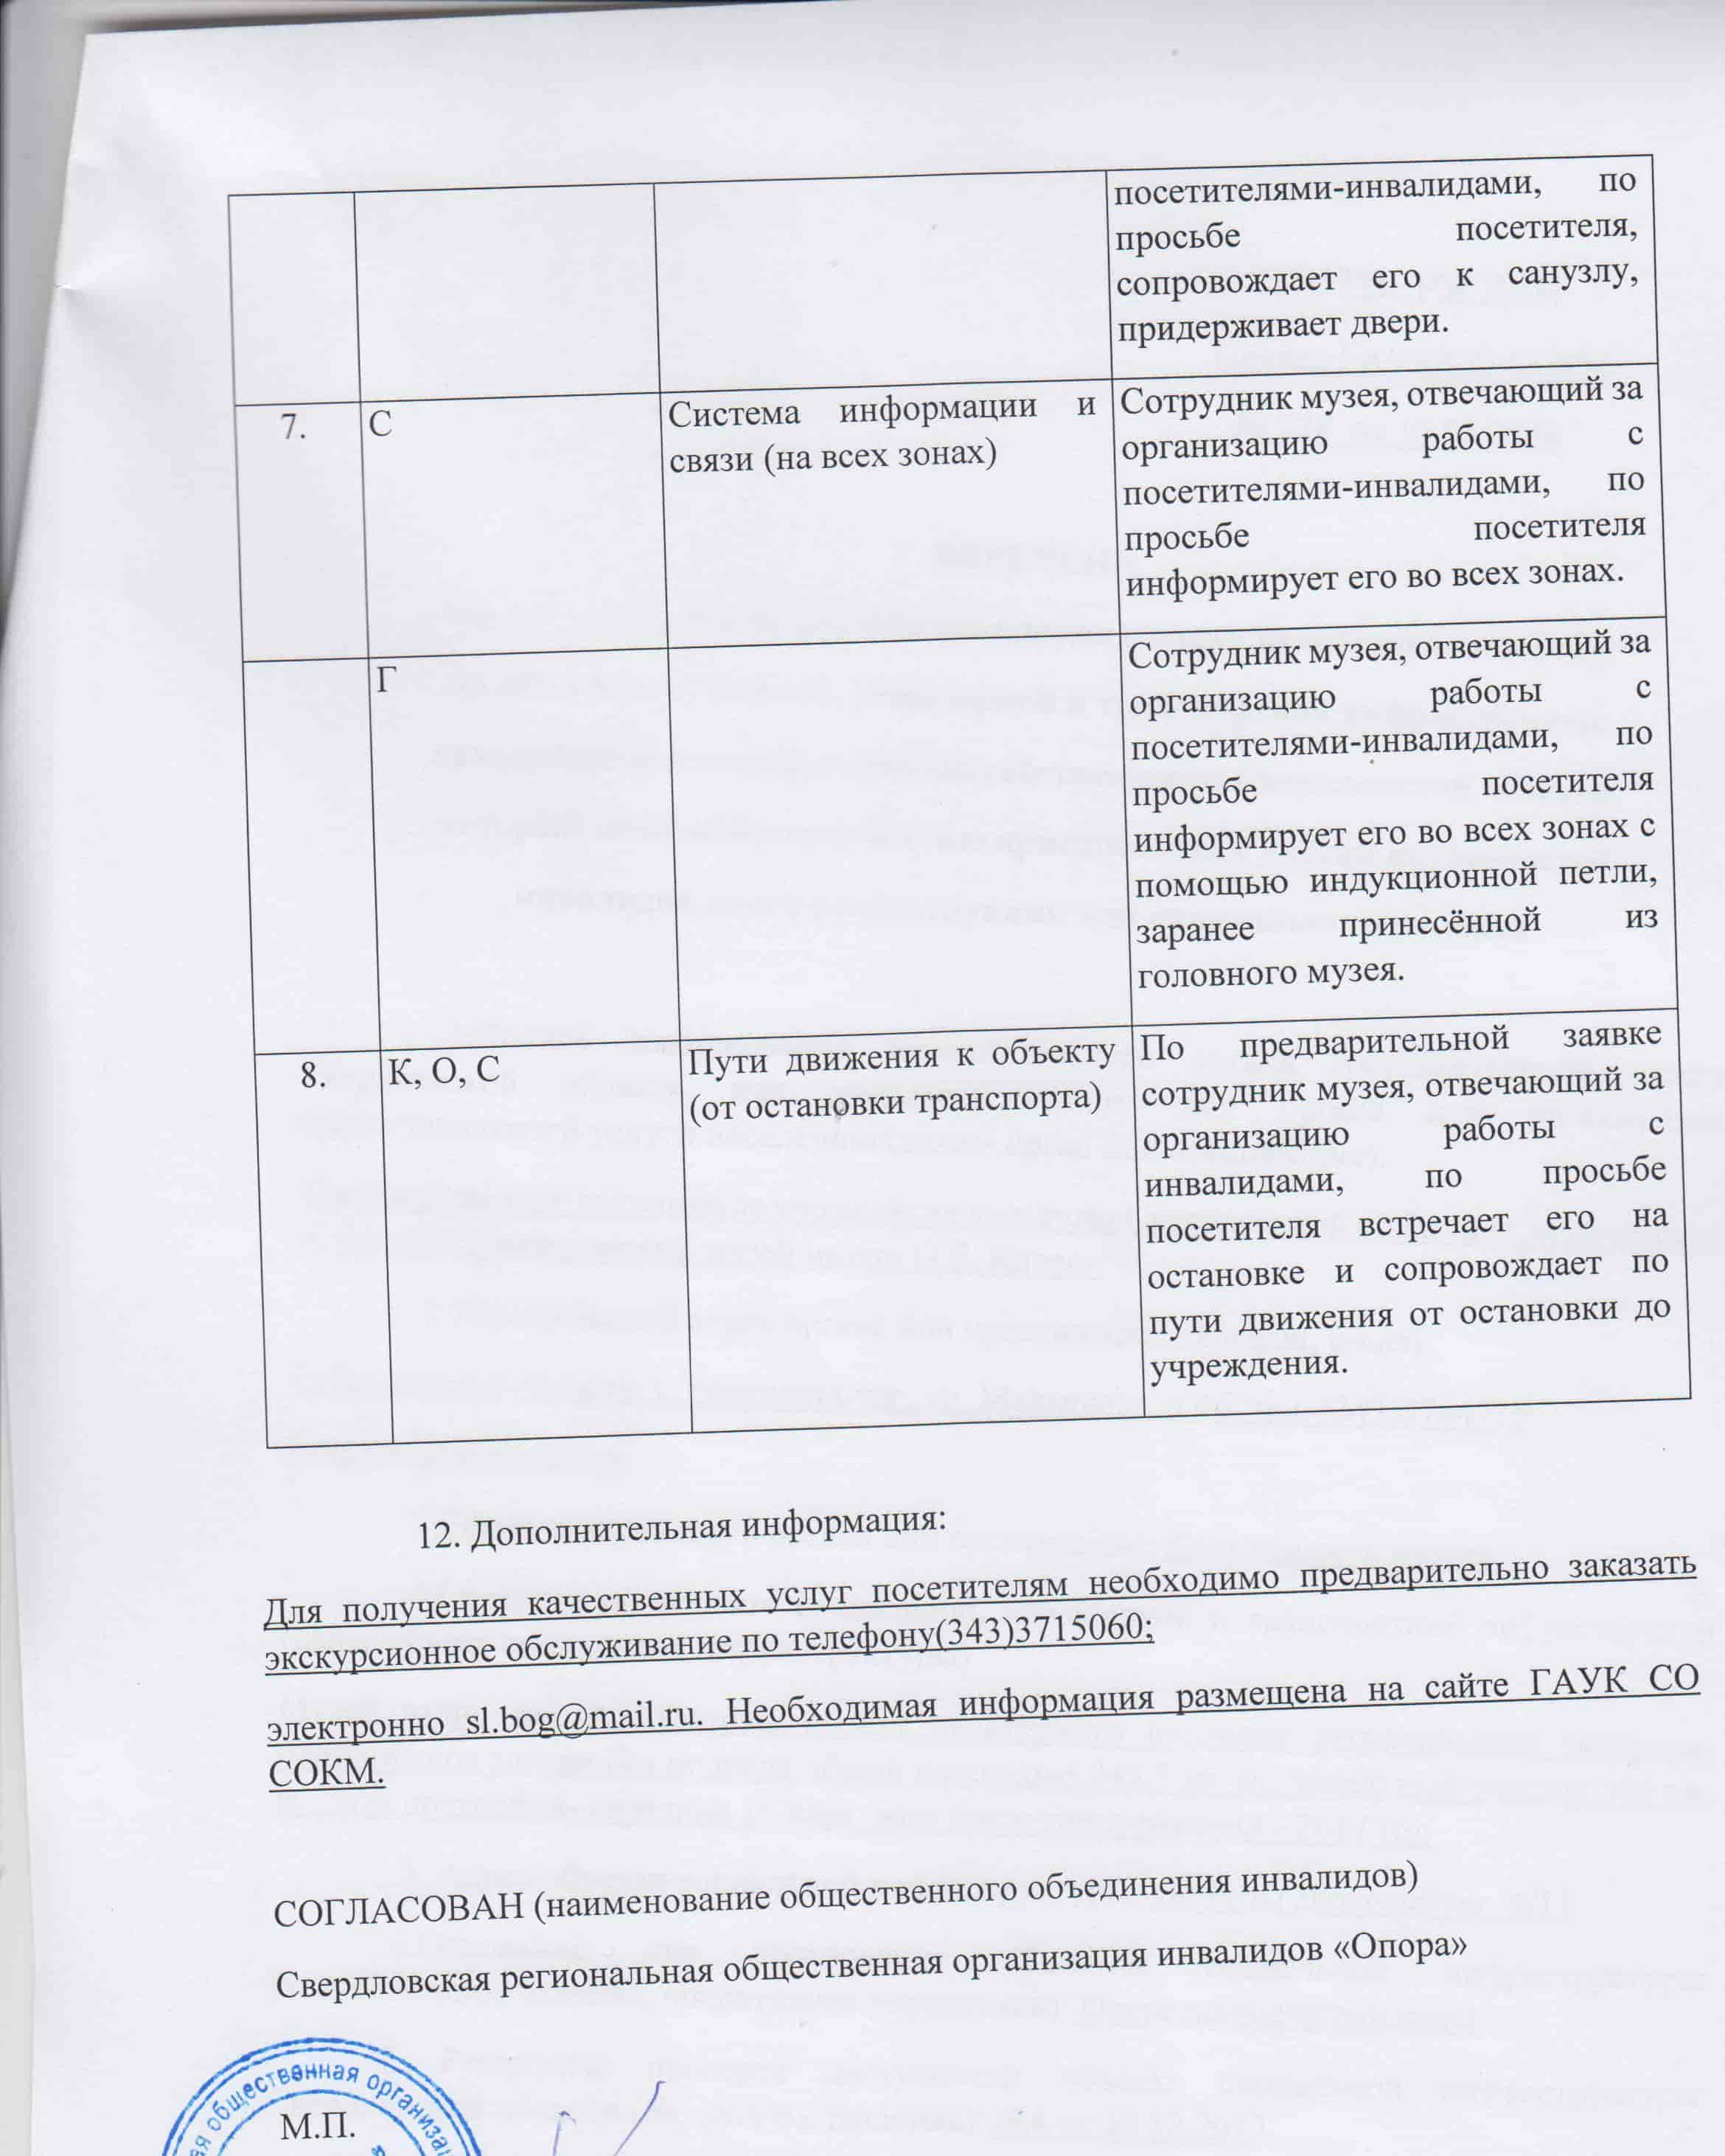 посетителями-инвалидами, по
просьбе посетителя,
сопровождает его к санузлу,
придерживает двери.
7.
С
Система информации и
связи (на всех зонах)
Сотрудник музея, отвечающий за
организацию работы с
посетителями-инвалидами, по
просьбе посетителя
информирует его во всех зонах.
Г
Сотрудник музея, отвечающий за
организацию работы с
посетителями-инвалидами, по
просьбе посетителя
информирует его во всех зонах с
помощью индукционной петли,
заранее принесённой из
головного музея.
8.
К, О, С
Пути движения к объекту
(от остановки транспорта)
По предварительной заявке
сотрудник музея, отвечающий за
организацию работы с
инвалидами, по просьбе
посетителя встречает его на
остановке и сопровождает по
пути движения от остановки до
учреждения.
12. Дополнительная информация:
Для получения качественных услуг посетителям необходимо предварительно заказать
экскурсионное обслуживание по телефону(343)3715060;
электронно sl.bog@mail.ru. Необходимая информация размещена на сайте ГАУК СО
СОКМ.
СОГЛАСОВАН (наименование общественного объединения инвалидов)
Свердловская региональная общественная организация инвалидов «Опора»
общественная
М.П.